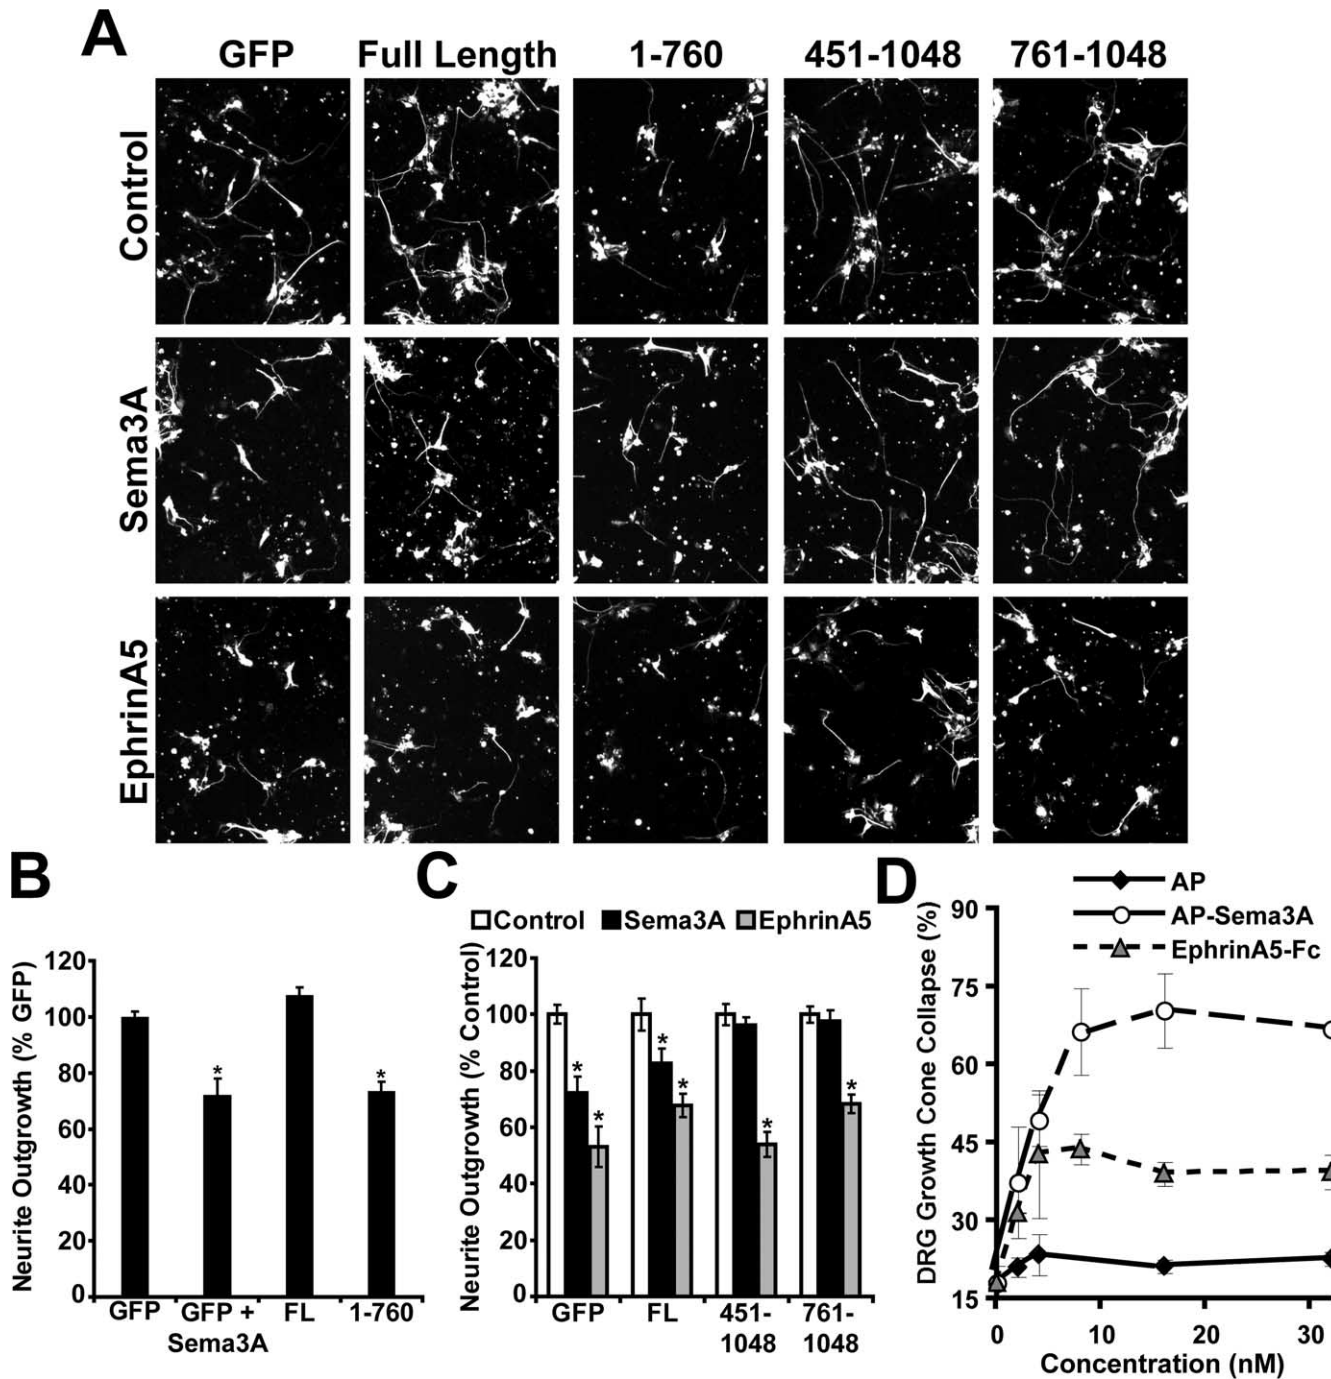 A
GFP Full Length 1-760 451-1048 761-1048
Control
Sema3A
EphrinA5
B
Neurite Outgrowth (% GFP)
120
100
80
60
40
20
0
* *
GFP GFP + FL 1-760
Sema3A
C
Control Sema3A EphrinA5
Neurite Outgrowth (% Control)
120
100
80
60
40
20
0
* * * * * *
GFP FL 451- 761-
1048 1048
D
AP
AP-Sema3A
EphrinA5-Fc
DRG Growth Cone Collapse (%)
90
75
60
45
30
15
0 10 20 30
Concentration (nM)